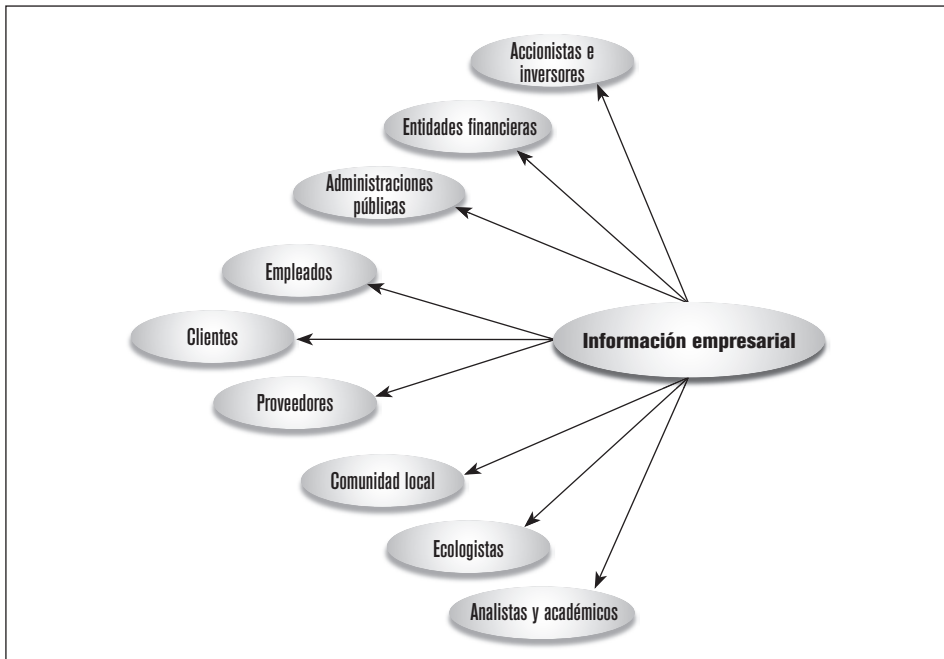 Accionistas e
inversores
Entidades financieras
Administraciones
públicas
Empleados
Clientes
Información empresarial
Proveedores
Comunidad local
Ecologistas
Analistas y académicos